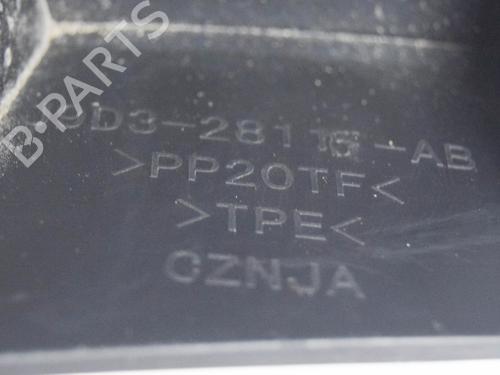 B-PARTS
>PP20TF<
>TPE<
CZNJA